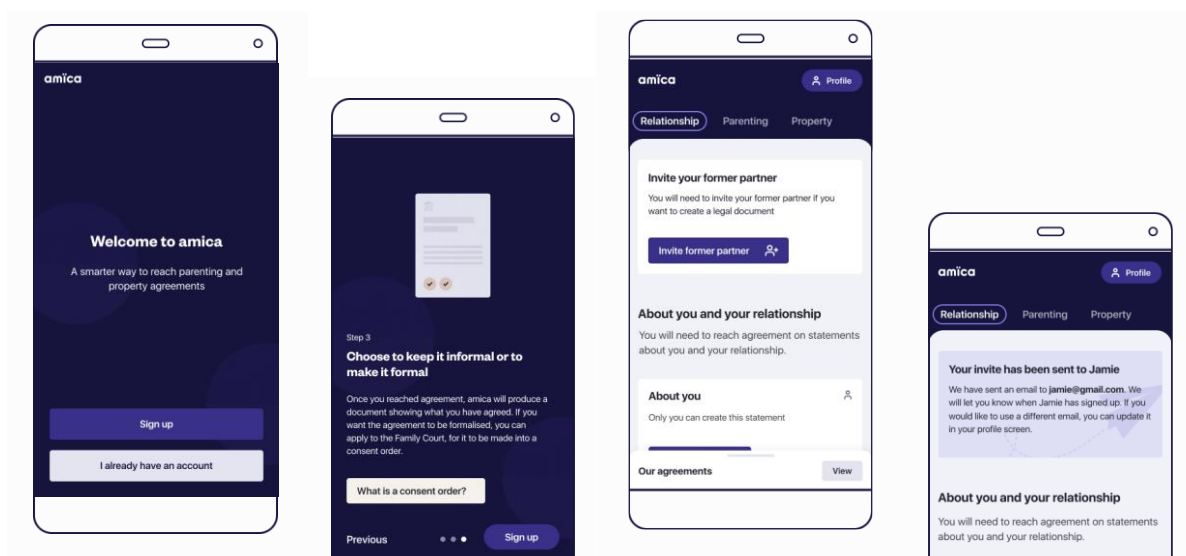 amica
Welcome to amica
A smarter way to reach parenting and
property agreements
Sign up
I already have an account
Step 3
Choose to keep it informal or to
make it formal
Once you reached agreement, amica will produce a
document showing what you have agreed. If you
want the agreement to be formalised, you can
apply to the Family Court, for it to be made into a
consent order.
What is a consent order?
Previous
Sign up
amïca
Profile
Relationship
Parenting
Property
Invite your former partner
You will need to invite your former partner if you
want to create a legal document
Invite former partner
About you and your relationship
You will need to reach agreement on statements
about you and your relationship.
About you
Only you can create this statement
Our agreements
View
amïca
Profile
Relationship
Parenting
Property
Your invite has been sent to Jamie
We have sent an email to jamie@gmail.com. We
will let you know when Jamie has signed up. If you
would like to use a different email, you can update it
in your profile screen.
About you and your relationship
You will need to reach agreement on statements
about you and your relationship.